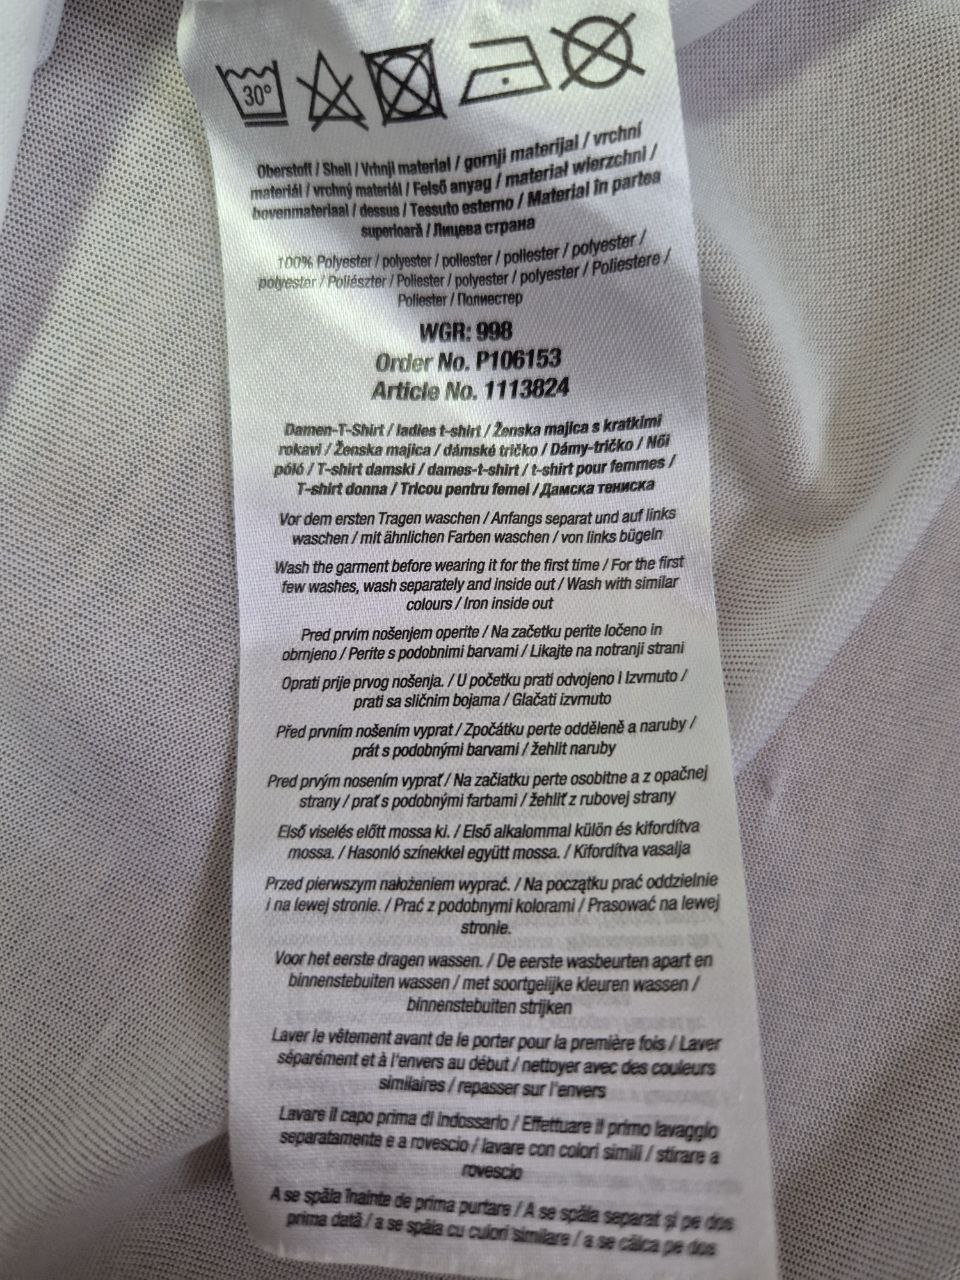 30°
Oberstoff / Shell / Vrhnji material / gornji materijal / vrchní
materiál / vrchný materiál / Felső anyag / materiał wierzchni /
bovenmateriaal / dessus / Tessuto esterno / Material în partea
superioară / Лицева страна
100% Polyester / polyester / poliester / poliester / polyester /
polyester / Poliészter / Poliester / polyester / polyester / Poliestere /
Poliester / Полиестер
WGR: 998
Order No. P106153
Article No. 1113824
Damen-T-Shirt / ladies t-shirt / Ženska majica s kratkimi
rokavi / Ženska majica / dámské tričko / Dámy-tričko / Női
póló / T-shirt damski / dames-t-shirt / t-shirt pour femmes /
T-shirt donna / Tricou pentru femei / Дамска тениска
Vor dem ersten Tragen waschen / Anfangs separat und auf links
waschen / mit ähnlichen Farben waschen / von links bügeln
Wash the garment before wearing it for the first time / For the first
few washes, wash separately and inside out / Wash with similar
colours / Iron inside out
Pred prvim nošenjem operite / Na začetku perite ločeno in
obrnjeno / Perite s podobnimi barvami / Likajte na notranji strani
Oprati prije prvog nošenja. / U početku prati odvojeno i izvrnuto /
prati sa sličnim bojama / Glačati izvrnuto
Před prvním nošením vyprat / Zpočátku perte odděleně a naruby /
prát s podobnými barvami / žehlit naruby
Pred prvým nosením vyprať / Na začiatku perte osobitne a z opačnej
strany / prať s podobnými farbami / žehliť z rubovej strany
Első viselés előtt mossa ki. / Első alkalommal külön és kifordítva
mossa. / Hasonló színekkel együtt mossa. / Kifordítva vasalja
Przed pierwszym nałożeniem wyprać. / Na początku prać oddzielnie
i na lewej stronie. / Prać z podobnymi kolorami / Prasować na lewej
stronie.
Voor het eerste dragen wassen. / De eerste wasbeurten apart en
binnenstebuiten wassen / met soortgelijke kleuren wassen /
binnenstebuiten strijken
Laver le vêtement avant de le porter pour la première fois / Laver
séparément et à l'envers au début / nettoyer avec des couleurs
similaires / repasser sur l'envers
Lavare il capo prima di indossarlo / Effettuare il primo lavaggio
separatamente e a rovescio / lavare con colori simili / stirare a
rovescio
A se spăla înainte de prima purtare / A se spăla separat și pe dos
prima dată / a se spăla cu culori similare / a se călca pe dos